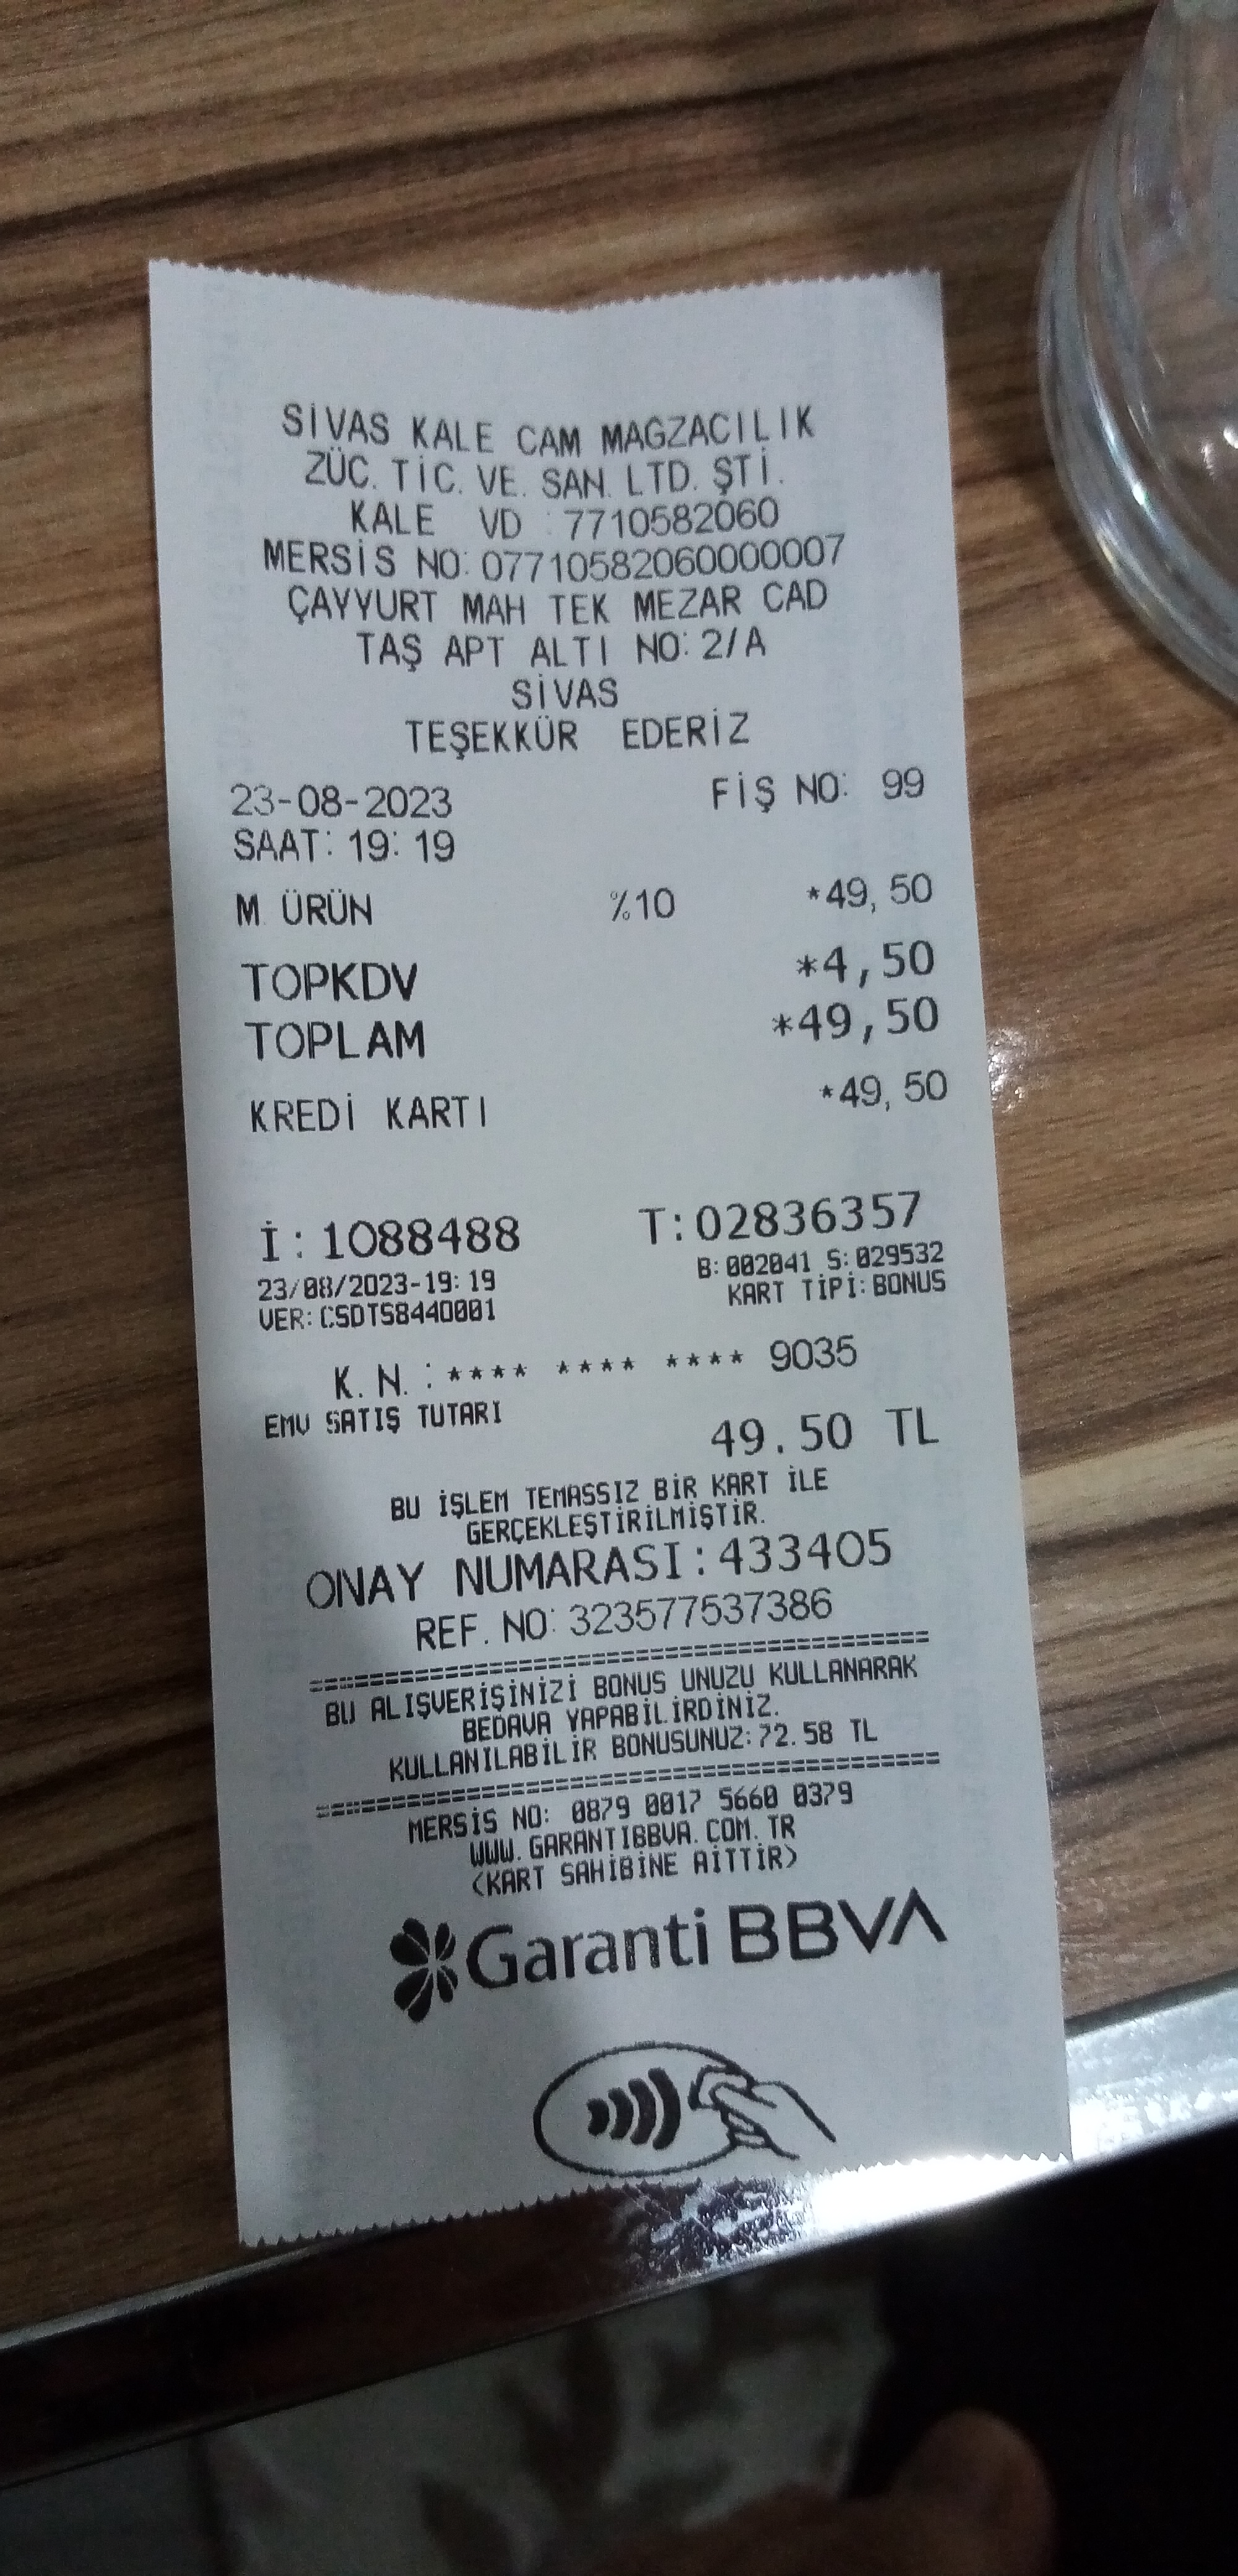 SİVAS KALE CAM MAGZACILIK
ZÜC. TİC. VE. SAN. LTD. ŞTİ.
KALE VD : 7710582060
MERSİS NO: 0771058206000007
ÇAYYURT MAH TEK MEZAR CAD
TAŞ APT ALTI NO: 2/A
SİVAS
TEŞEKKÜR EDERİZ
23-08-2023 FİŞ NO: 99
SAAT: 19: 19
M. ÜRÜN %10 *49, 50
TOPKDV *4,50
TOPLAM *49,50
KREDİ KARTI *49, 50
İ:1088488 T:02836357
23/08/2023-19:19 B:002041 S:029532
VER:CSDTS8440001 KART TİPİ:BONUS
K. N. :**** **** **** 9035
EMV SATIŞ TUTARI
49.50 TL
BU İŞLEM TEMASSIZ BİR KART İLE
GERÇEKLEŞTİRİLMİŞTİR.
ONAY NUMARASI:433405
REF. NO: 323577537386
=========================================
BU ALIŞVERİŞİNİZİ BONUS UNUZU KULLANARAK
BEDAVA YAPABİLİRDİNİZ.
KULLANILABİLİR BONUSUNUZ:72.58 TL
=========================================
MERSİS NO: 0879 0017 5660 0379
WWW.GARANTIBBVA.COM.TR
(KART SAHİBİNE AİTTİR)
Garanti BBVA